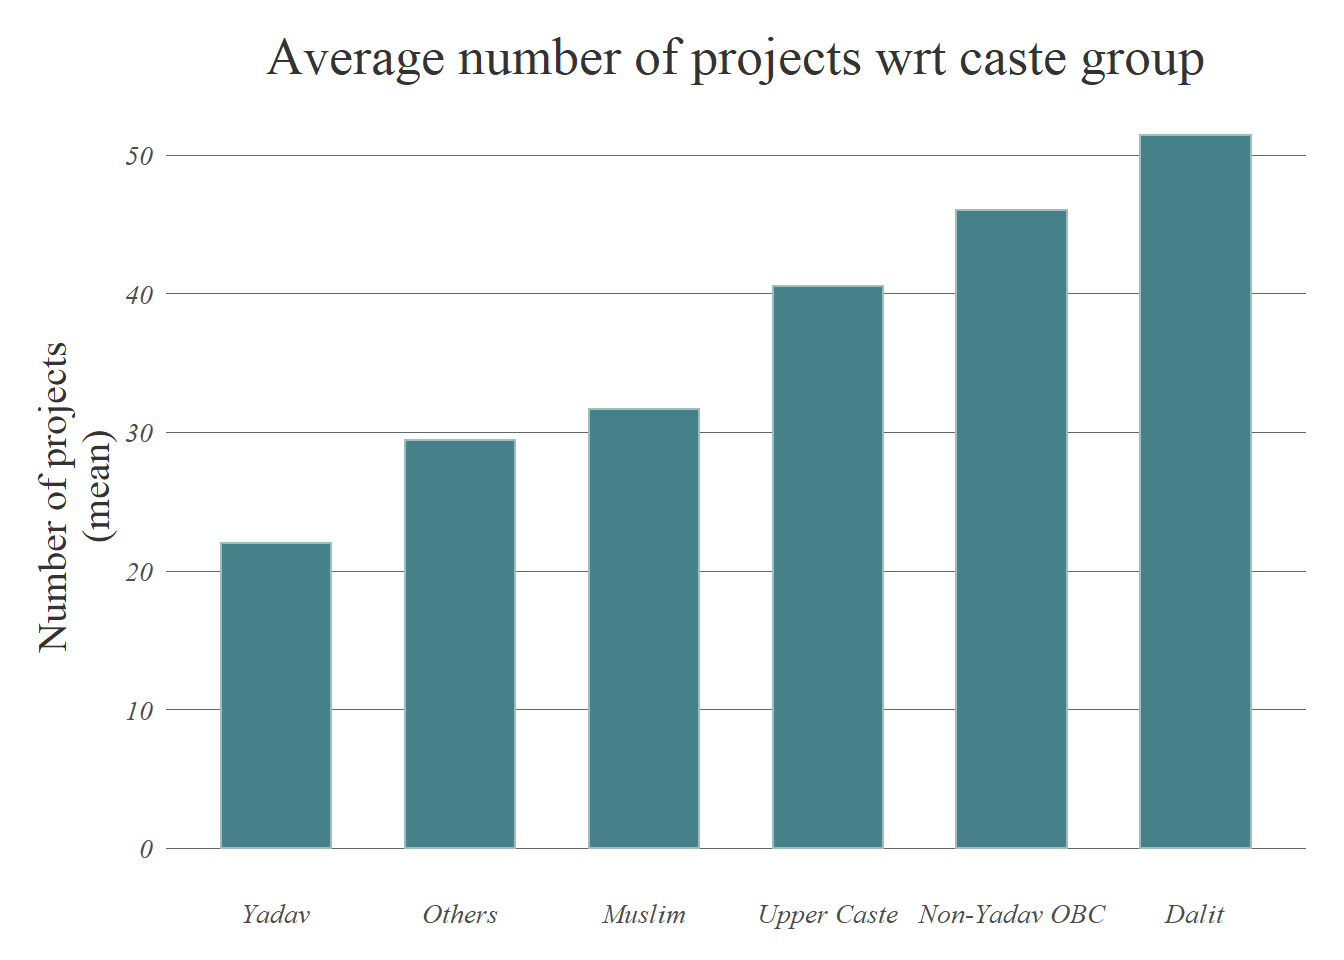 Average number of projects wrt caste group
Number of projects
(mean)
50
40
30
20
10
0
Yadav
Others
Muslim
Upper Caste
Non-Yadav OBC
Dalit